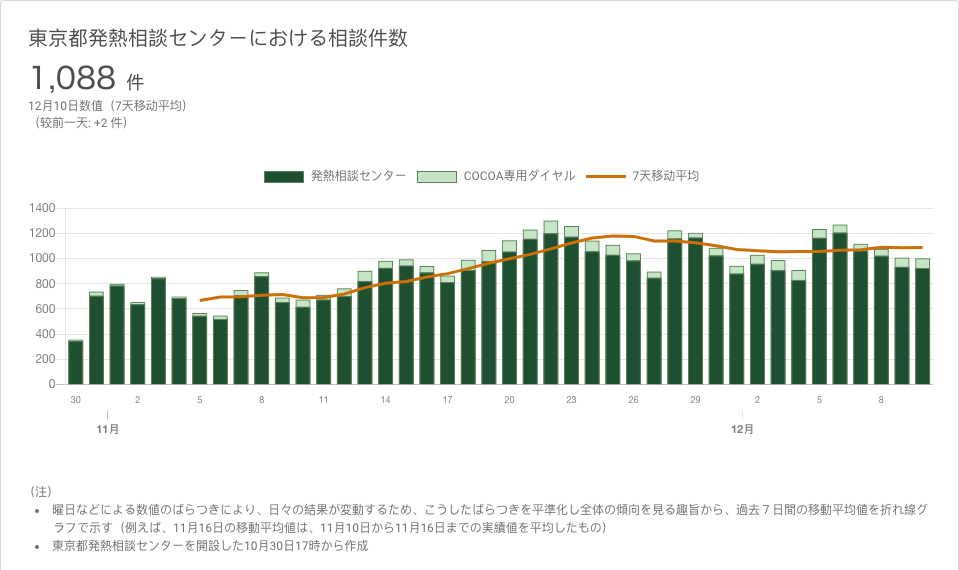 東京都発熱相談センターにおける相談件数
1,088 件
12月10日数值（7天移动平均）
（较前一天: +2 件）
発熱相談センター COCOA専用ダイヤル 7天移动平均
1400
1200
1000
800
600
400
200
0
30 2 5 8 11 14 17 20 23 26 29 2 5 8
11月 12月
（注）
• 曜日などによる数値のばらつきにより、日々の結果が変動するため、こうしたばらつきを平準化し全体の傾向を見る趣旨から、過去７日間の移動平均値を折れ線グ
ラフで示す（例えば、11月16日の移動平均値は、11月10日から11月16日までの実績値を平均したもの）
• 東京都発熱相談センターを開設した10月30日17時から作成